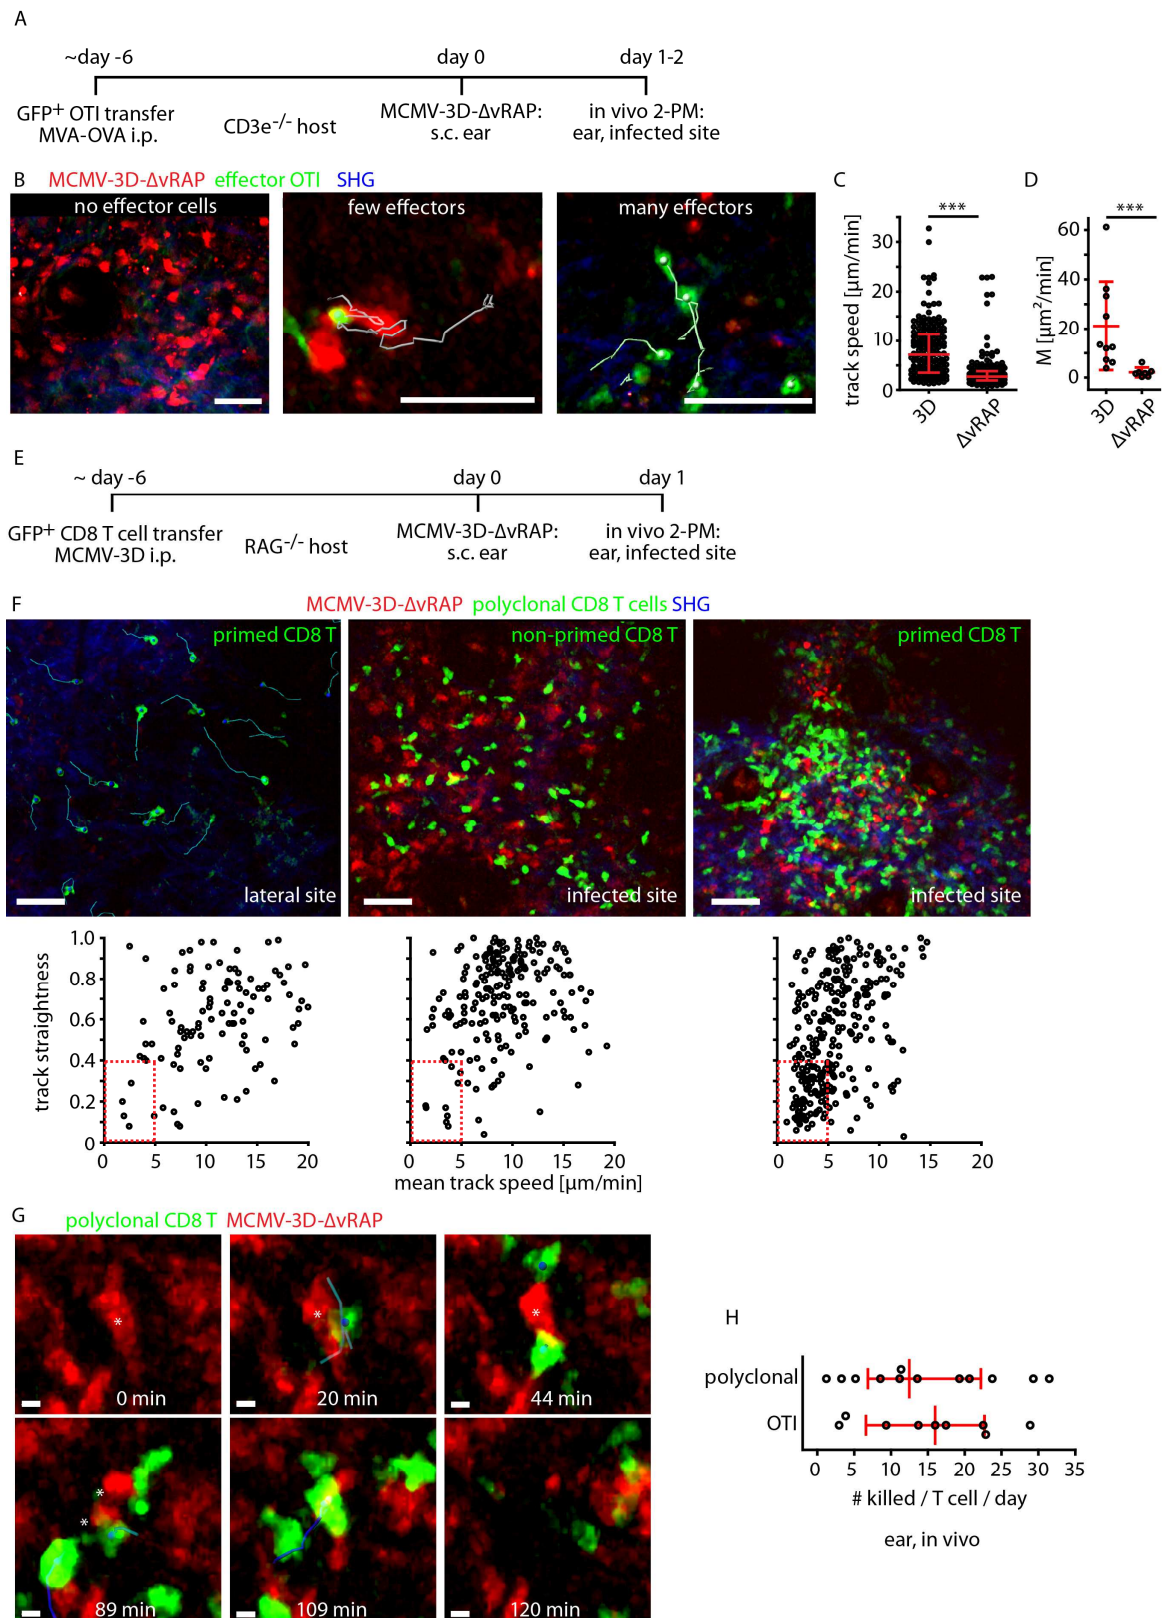 A
~day -6
day 0
day 1-2
GFP+ OTI transfer
MVA-OVA i.p.
CD3e-/- host
MCMV-3D-ΔvRAP:
s.c. ear
in vivo 2-PM:
ear, infected site
B
MCMV-3D-ΔvRAP effector OTI SHG
no effector cells
few effectors
many effectors
C
***
track speed [µm/min]
30
20
10
0
3D
ΔvRAP
D
***
M [µm²/min]
60
40
20
0
3D
ΔvRAP
E
~ day -6
day 0
day 1
GFP+ CD8 T cell transfer
MCMV-3D i.p.
RAG-/- host
MCMV-3D-ΔvRAP:
s.c. ear
in vivo 2-PM:
ear, infected site
F
MCMV-3D-ΔvRAP polyclonal CD8 T cells SHG
primed CD8 T
lateral site
non-primed CD8 T
infected site
primed CD8 T
infected site
track straightness
1.0
0.8
0.6
0.4
0.2
0
0 5 10 15 20
0 5 10 15 20
0 5 10 15 20
mean track speed [µm/min]
G
polyclonal CD8 T MCMV-3D-ΔvRAP
*
0 min
*
20 min
*
44 min
*
*
89 min
109 min
120 min
H
polyclonal
OTI
0 5 10 15 20 25 30 35
# killed / T cell / day
ear, in vivo